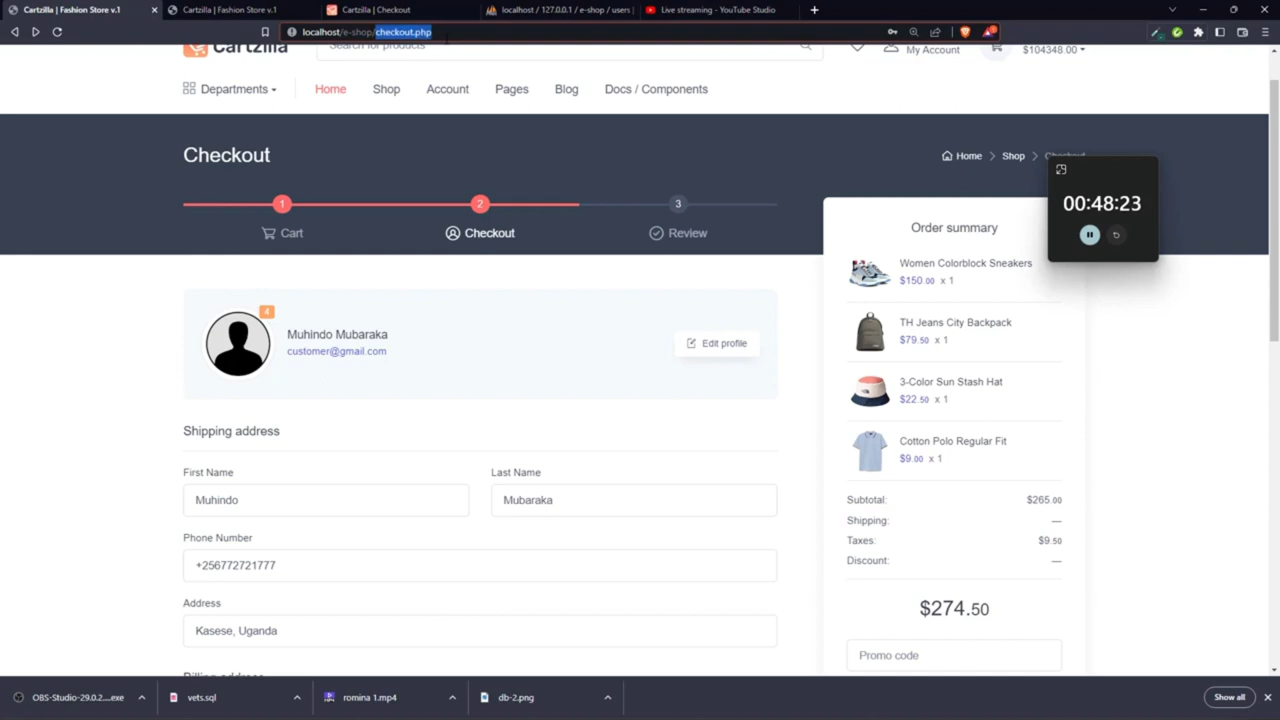 Cartzilla | Fashion Store v.1
Cartzilla | Fashion Store v.1
Cartzilla | Checkout
localhost / 127.0.0.1 / e-shop / users |
Live streaming - YouTube Studio
localhost/e-shop/checkout.php
Cartzilla
Search for products
My Account
$104348.00
Departments
Home
Shop
Account
Pages
Blog
Docs / Components
Checkout
Home
Shop
Checkout
1
2
3
Cart
Checkout
Review
00:48:23
4
Muhindo Mubaraka
customer@gmail.com
Edit profile
Shipping address
First Name
Last Name
Muhindo
Mubaraka
Phone Number
+256772721777
Address
Kasese, Uganda
Billing address
Order summary
Women Colorblock Sneakers
$150.00 x 1
TH Jeans City Backpack
$79.50 x 1
3-Color Sun Stash Hat
$22.50 x 1
Cotton Polo Regular Fit
$9.00 x 1
Subtotal: $265.00
Shipping: —
Taxes: $9.50
Discount: —
$274.50
Promo code
OBS-Studio-29.0.2....exe
vets.sql
romina 1.mp4
db-2.png
Show all